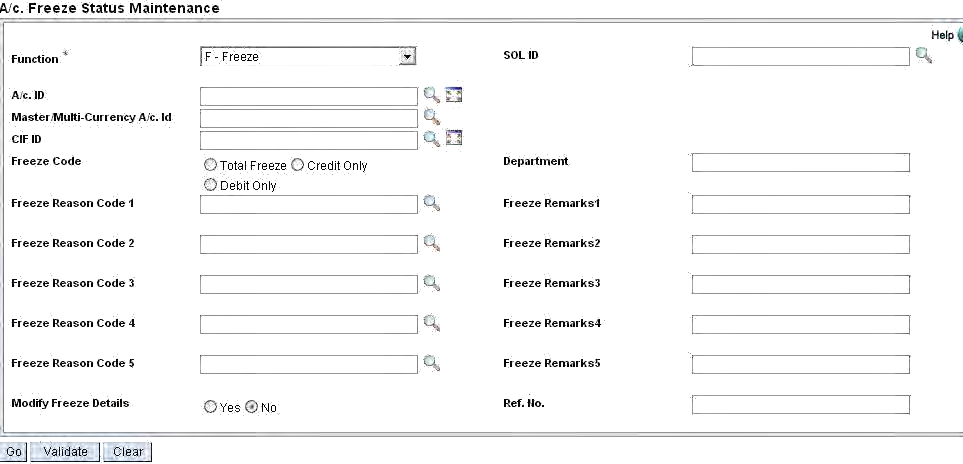 A/c. Freeze Status Maintenance
Help
Function * F - Freeze SOL ID
A/c. ID
Master/Multi-Currency A/c. Id
CIF ID
Freeze Code Total Freeze Credit Only Department
Debit Only
Freeze Reason Code 1 Freeze Remarks1
Freeze Reason Code 2 Freeze Remarks2
Freeze Reason Code 3 Freeze Remarks3
Freeze Reason Code 4 Freeze Remarks4
Freeze Reason Code 5 Freeze Remarks5
Modify Freeze Details Yes No Ref. No.
Go Validate Clear